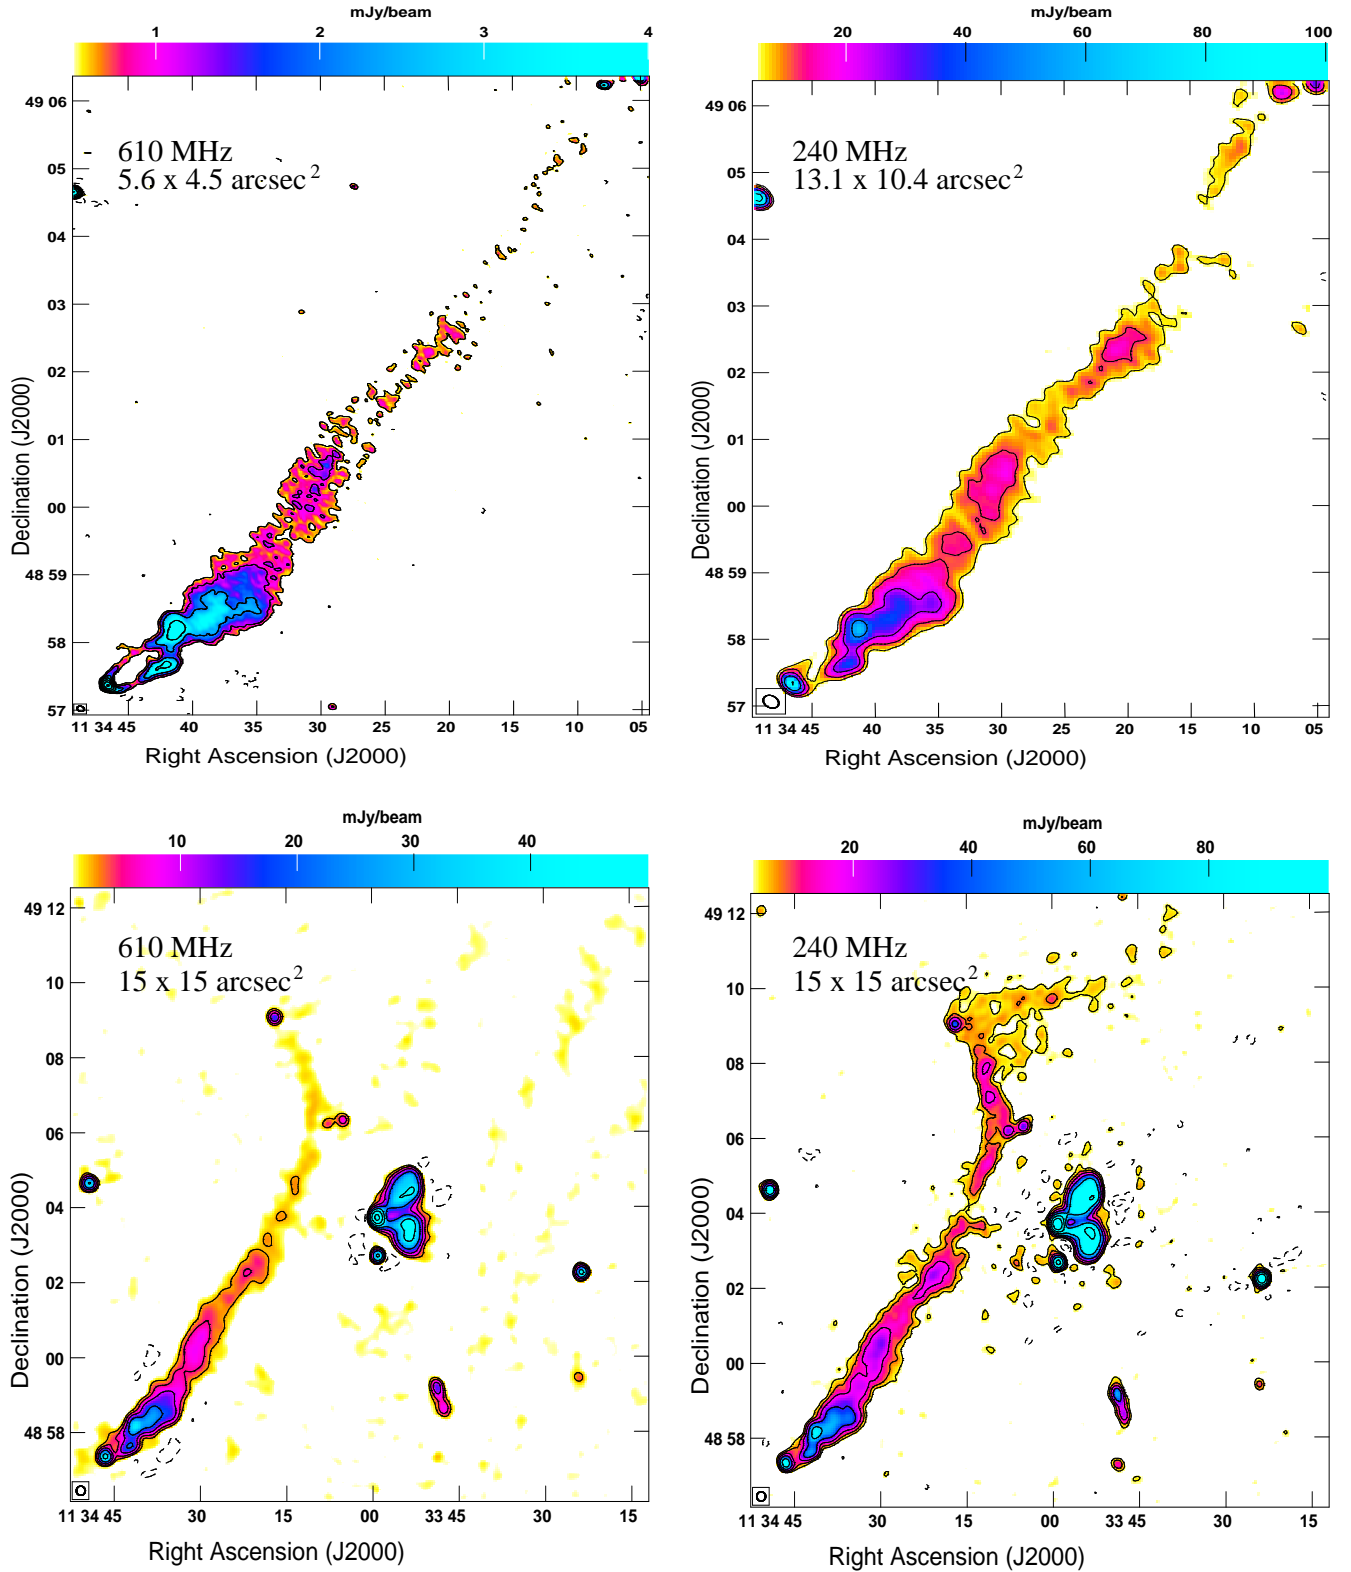 mJy/beam
1 2 3 4
49 06
05
04
03
02
01
00
48 59
58
57
610 MHz
5.6 x 4.5 arcsec2
Declination (J2000)
11 34 45 40 35 30 25 20 15 10 05
Right Ascension (J2000)
mJy/beam
20 40 60 80 100
49 06
05
04
03
02
01
00
48 59
58
57
240 MHz
13.1 x 10.4 arcsec2
Declination (J2000)
11 34 45 40 35 30 25 20 15 10 05
Right Ascension (J2000)
mJy/beam
10 20 30 40
49 12
10
08
06
04
02
00
48 58
610 MHz
15 x 15 arcsec2
Declination (J2000)
11 34 45 30 15 00 33 45 30 15
Right Ascension (J2000)
mJy/beam
20 40 60 80
49 12
10
08
06
04
02
00
48 58
240 MHz
15 x 15 arcsec2
Declination (J2000)
11 34 45 30 15 00 33 45 30 15
Right Ascension (J2000)